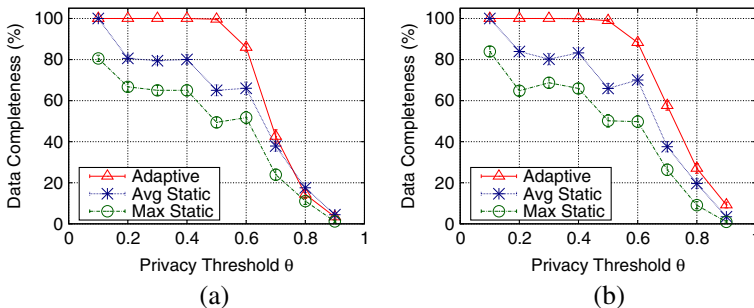 Data Completeness (%)
100
80
60
40
20
0
Adaptive
Avg Static
Max Static
0 0.2 0.4 0.6 0.8 1
Privacy Threshold θ
(a)
Data Completeness (%)
100
80
60
40
20
0
Adaptive
Avg Static
Max Static
0 0.2 0.4 0.6 0.8 1
Privacy Threshold θ
(b)